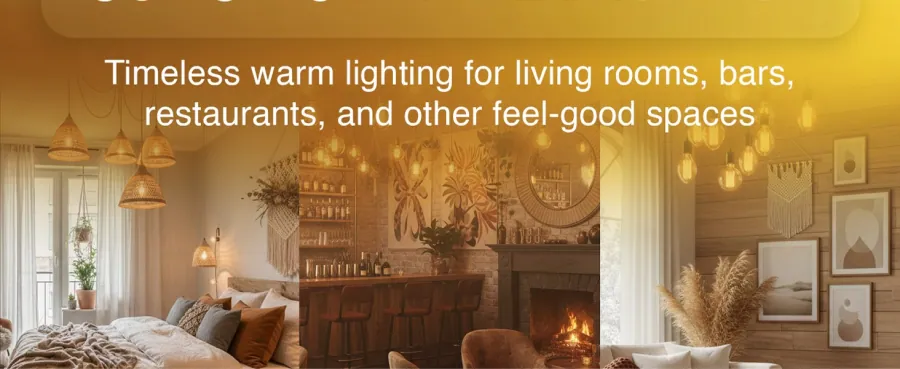 Timeless warm lighting for living rooms, bars,
restaurants, and other feel-good spaces